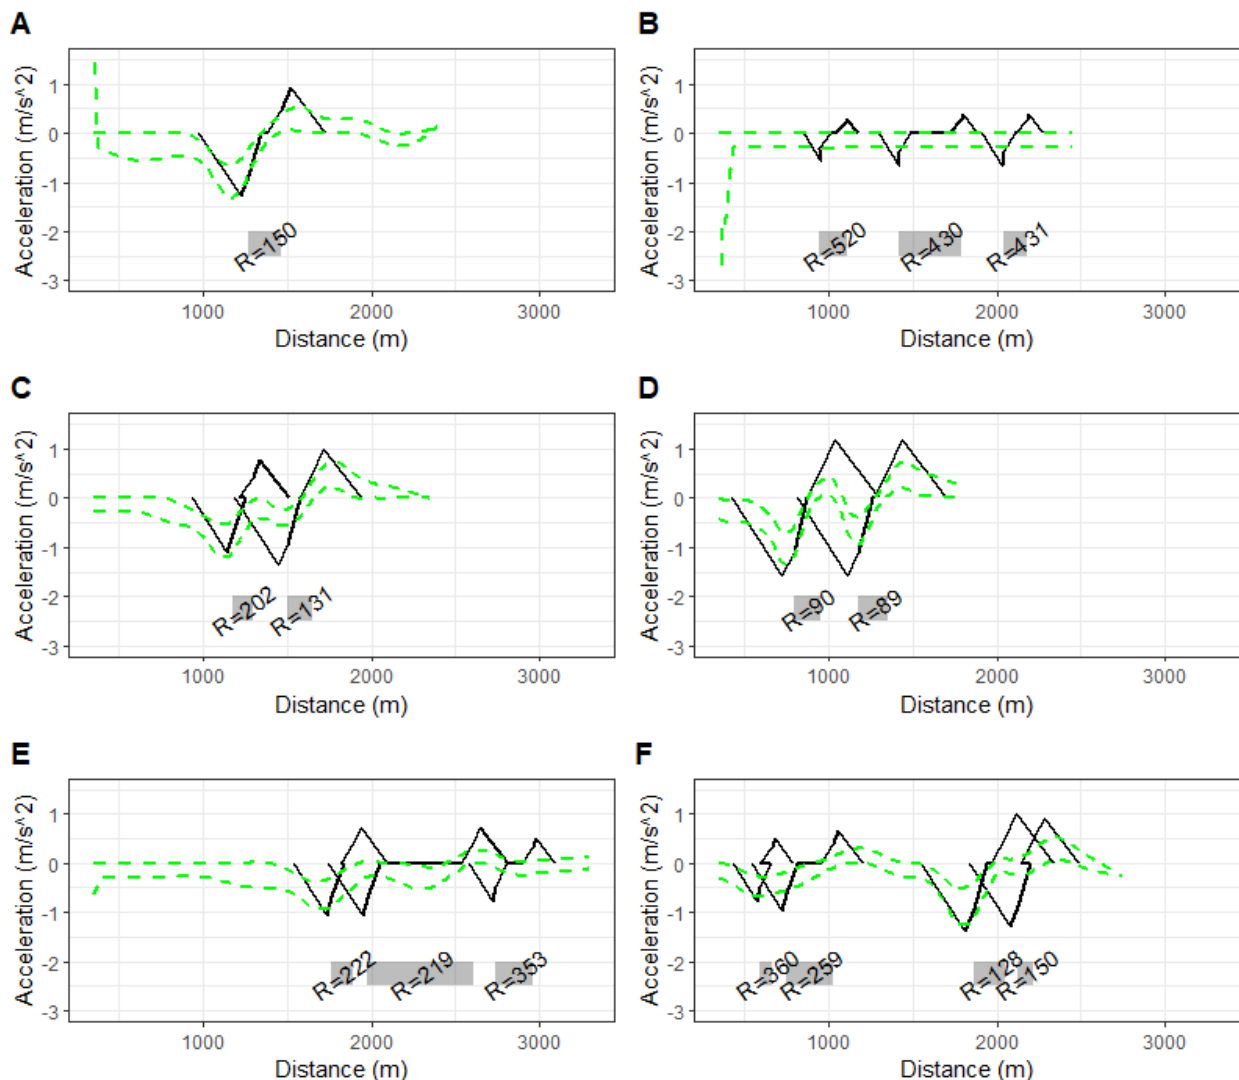 A
Acceleration (m/s^2)
1
0
-1
-2
-3
R=150
1000
2000
3000
Distance (m)
B
Acceleration (m/s^2)
1
0
-1
-2
-3
R=520
R=430
R=431
1000
2000
3000
Distance (m)
C
Acceleration (m/s^2)
1
0
-1
-2
-3
R=202
R=131
1000
2000
3000
Distance (m)
D
Acceleration (m/s^2)
1
0
-1
-2
-3
R=90
R=89
1000
2000
3000
Distance (m)
E
Acceleration (m/s^2)
1
0
-1
-2
-3
R=222
R=219
R=353
1000
2000
3000
Distance (m)
F
Acceleration (m/s^2)
1
0
-1
-2
-3
R=360
R=259
R=128
R=150
1000
2000
3000
Distance (m)